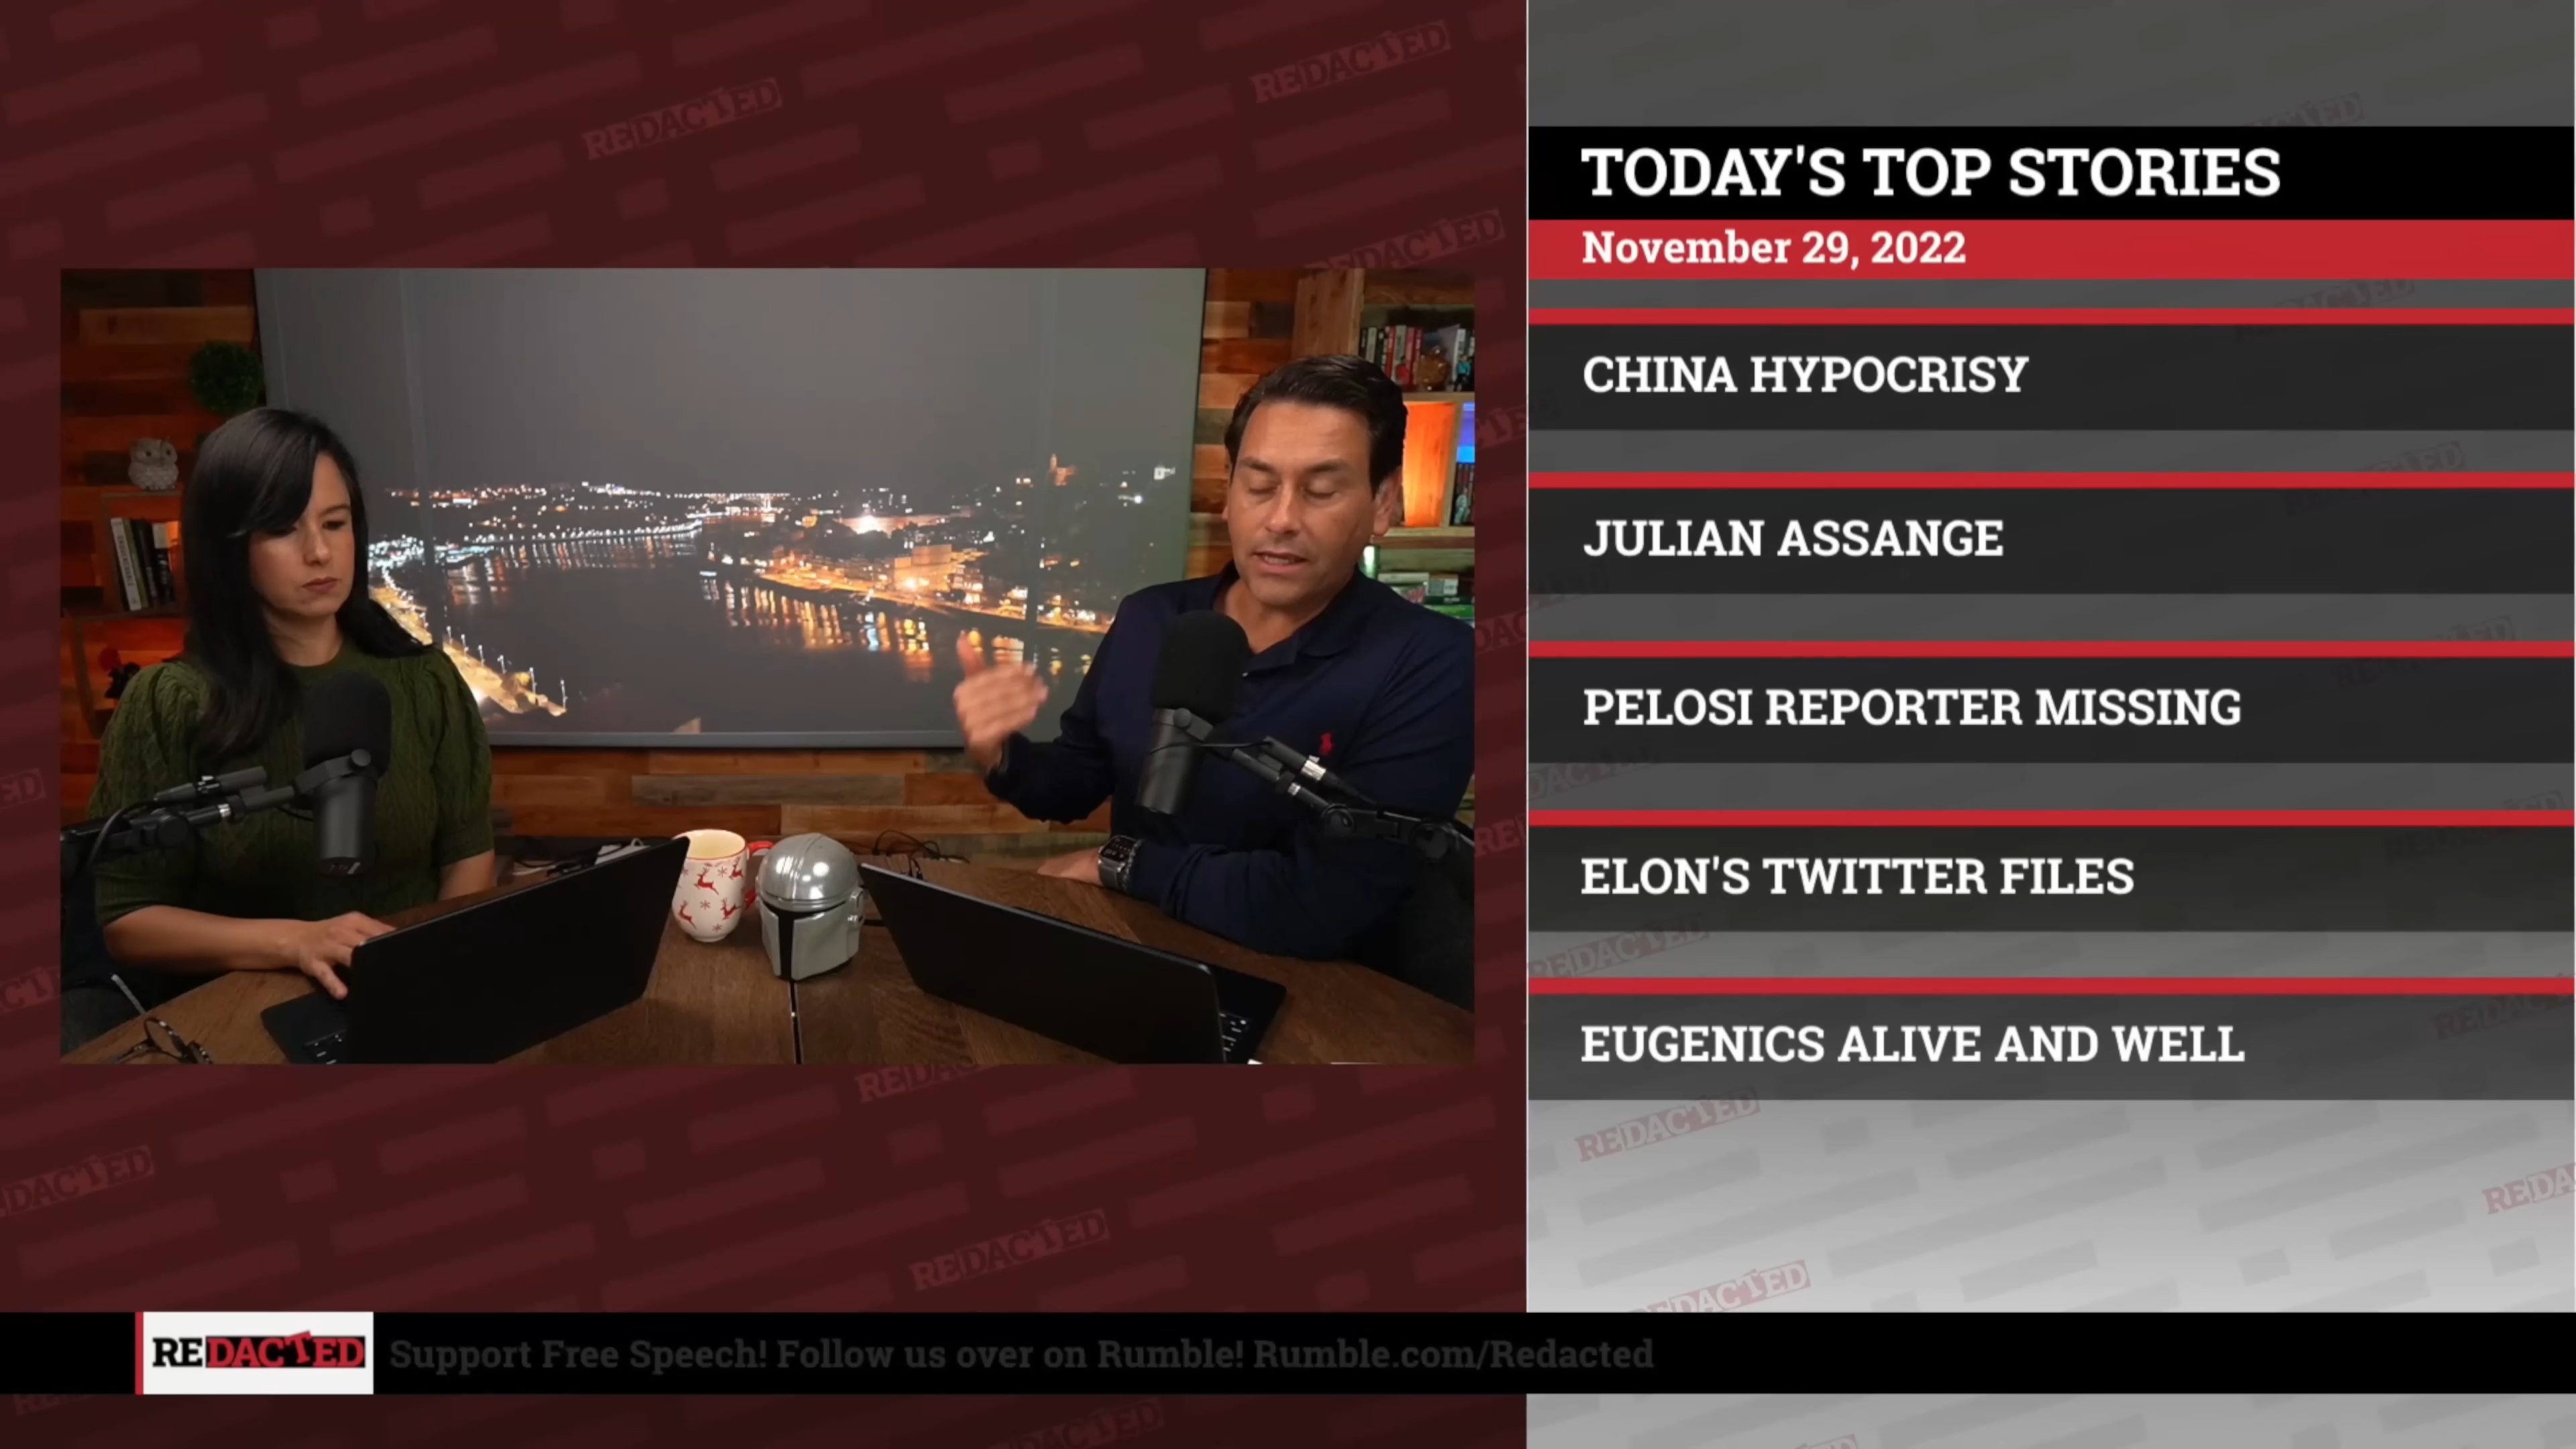 TODAY'S TOP STORIES
November 29, 2022
CHINA HYPOCRISY
JULIAN ASSANGE
PELOSI REPORTER MISSING
ELON'S TWITTER FILES
EUGENICS ALIVE AND WELL
REDACTED
Support Free Speech! Follow us over on Rumble! Rumble.com/Redacted